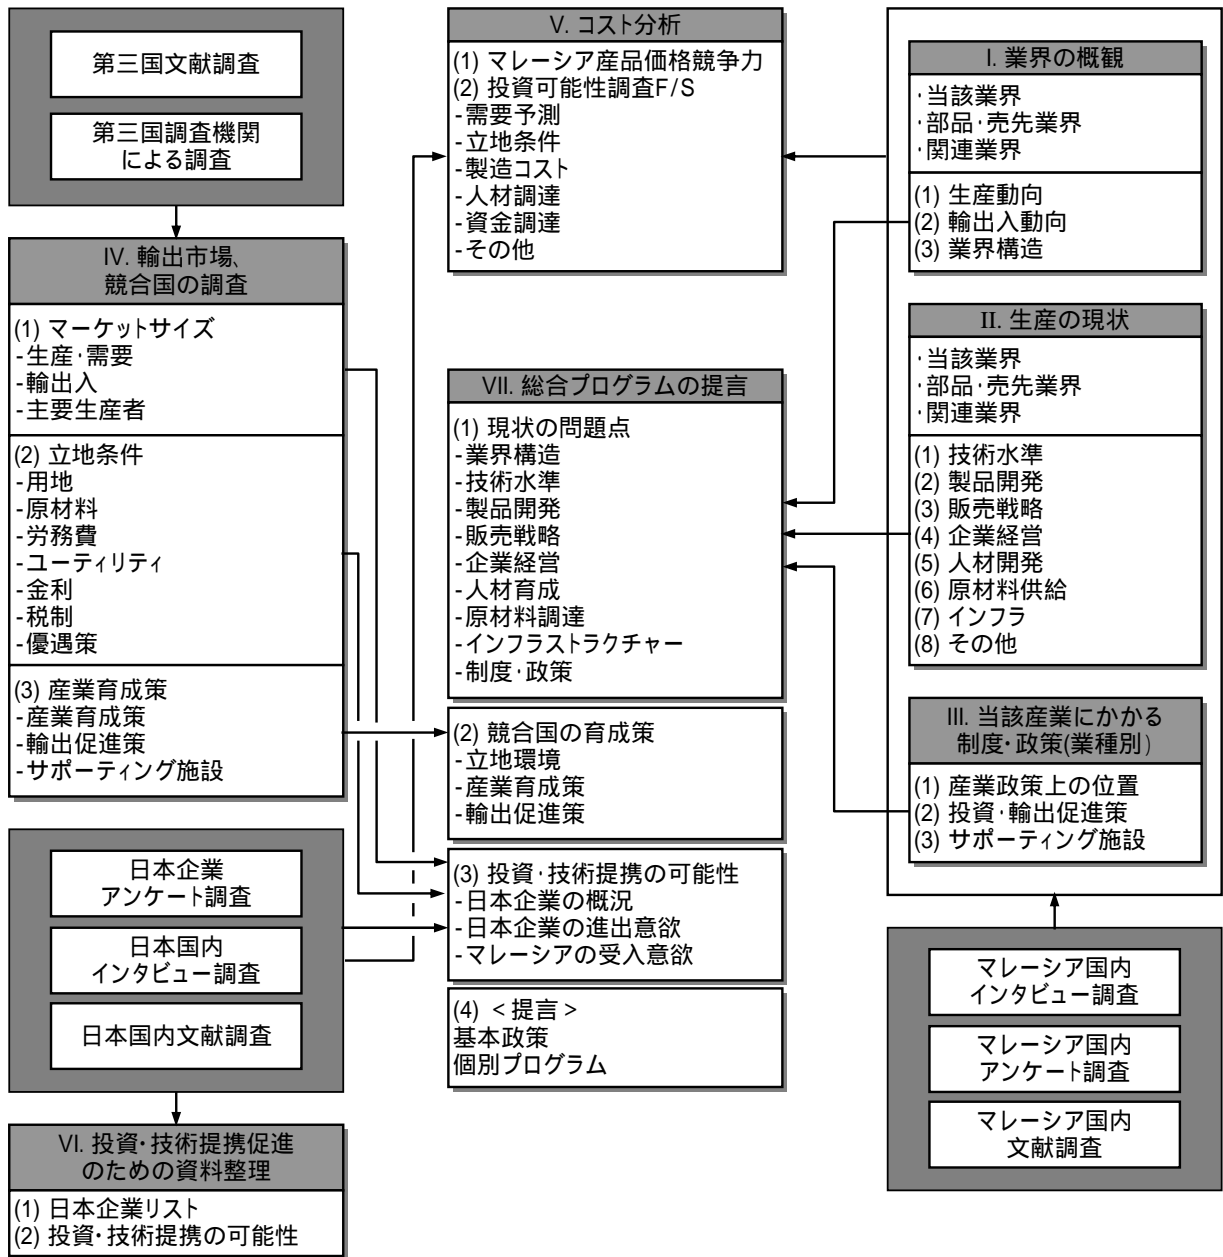 第三国文献調査
第三国調査機関
による調査
IV. 輸出市場、
競合国の調査
(1) マーケットサイズ
-生産・需要
-輸出入
-主要生産者
(2) 立地条件
-用地
-原材料
-労務費
-ユーティリティ
-金利
-税制
-優遇策
(3) 産業育成策
-産業育成策
-輸出促進策
-サポーティング施設
日本企業
アンケート調査
日本国内
インタビュー調査
日本国内文献調査
VI. 投資・技術提携促進
のための資料整理
(1) 日本企業リスト
(2) 投資・技術提携の可能性
V. コスト分析
(1) マレーシア産品価格競争力
(2) 投資可能性調査F/S
-需要予測
-立地条件
-製造コスト
-人材調達
-資金調達
-その他
VII. 総合プログラムの提言
(1) 現状の問題点
-業界構造
-技術水準
-製品開発
-販売戦略
-企業経営
-人材育成
-原材料調達
-インフラストラクチャー
-制度・政策
(2) 競合国の育成策
-立地環境
-産業育成策
-輸出促進策
(3) 投資・技術提携の可能性
-日本企業の概況
-日本企業の進出意欲
-マレーシアの受入意欲
(4) <提言>
基本政策
個別プログラム
I. 業界の概観
・当該業界
・部品・売先業界
・関連業界
(1) 生産動向
(2) 輸出入動向
(3) 業界構造
II. 生産の現状
・当該業界
・部品・売先業界
・関連業界
(1) 技術水準
(2) 製品開発
(3) 販売戦略
(4) 企業経営
(5) 人材開発
(6) 原材料供給
(7) インフラ
(8) その他
III. 当該産業にかかる
制度・政策(業種別)
(1) 産業政策上の位置
(2) 投資・輸出促進策
(3) サポーティング施設
マレーシア国内
インタビュー調査
マレーシア国内
アンケート調査
マレーシア国内
文献調査